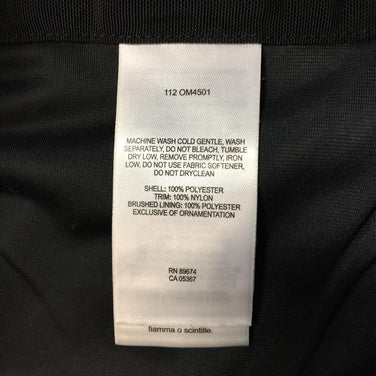 112 OM4501
MACHINE WASH COLD GENTLE, WASH
SEPARATELY, DO NOT BLEACH, TUMBLE
DRY LOW, REMOVE PROMPTLY, IRON
LOW, DO NOT USE FABRIC SOFTENER,
DO NOT DRYCLEAN
SHELL: 100% POLYESTER
TRIM: 100% NYLON
BRUSHED LINING: 100% POLYESTER
EXCLUSIVE OF ORNAMENTATION
RN 89674
CA 05367
fiamma o scintille.